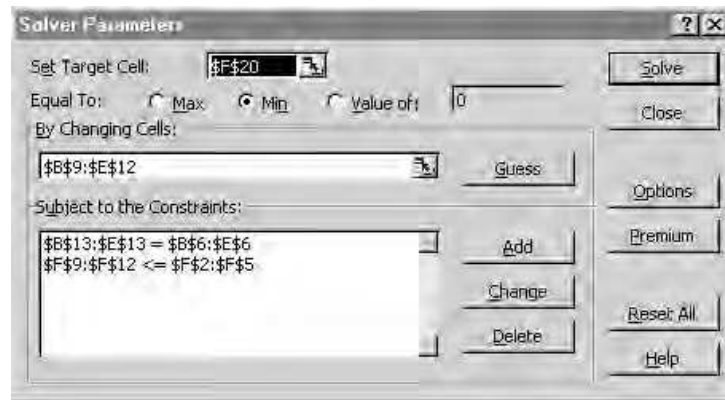 Solver Parameters
Set Target Cell: $F$20 Solve
Equal To: Max Min Value of: 0 Close
By Changing Cells:
$B$9:$E$12 Guess
Options
Subject to the Constraints:
$B$13:$E$13 = $B$6:$E$6 Add Premium
$F$9:$F$12 <= $F$2:$F$5
Change
Reset All
Delete
Help